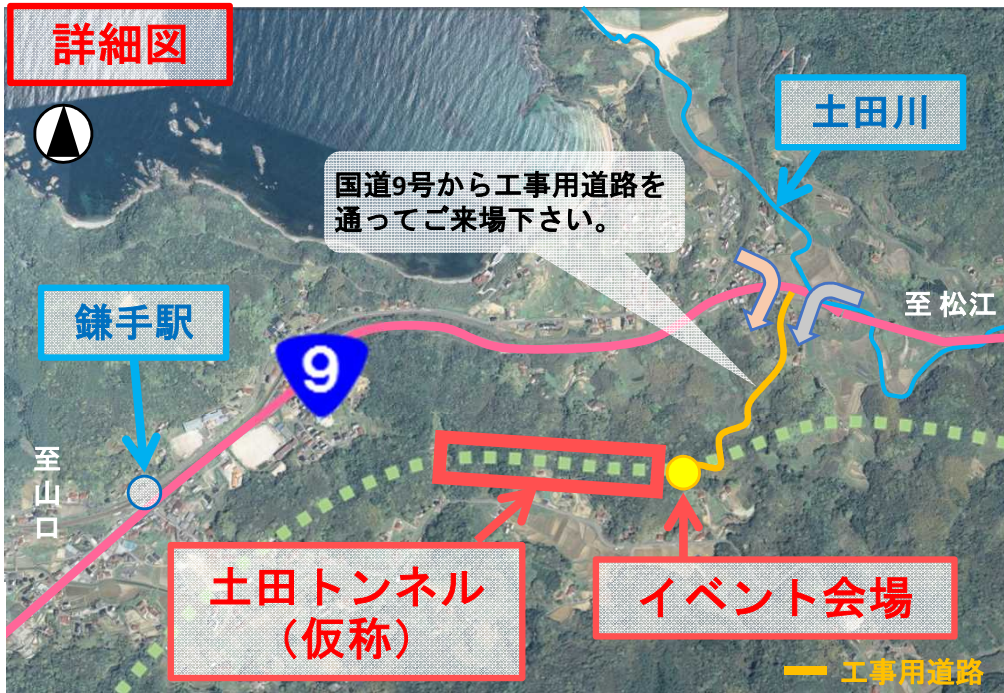 詳細図
土田川
国道9号から工事用道路を
通ってご来場下さい。
至 松江
鎌手駅
9
至山口
土田トンネル
(仮称)
イベント会場
工事用道路